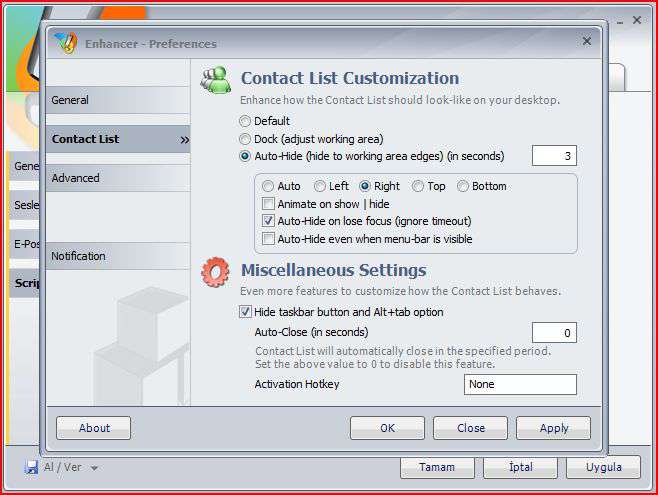 Enhancer - Preferences
General
Contact List »
Advanced
Notification
Contact List Customization
Enhance how the Contact List should look-like on your desktop.
Default
Dock (adjust working area)
Auto-Hide (hide to working area edges) (in seconds) 3
Auto Left Right Top Bottom
Animate on show | hide
Auto-Hide on lose focus (ignore timeout)
Auto-Hide even when menu-bar is visible
Miscellaneous Settings
Even more features to customize how the Contact List behaves.
Hide taskbar button and Alt+tab option
Auto-Close (in seconds) 0
Contact List will automatically close in the specified period.
Set the above value to 0 to disable this feature.
Activation Hotkey None
About OK Close Apply
Gene
Sesle
E-Pos
Scrip
Al / Ver Tamam İptal Uygula